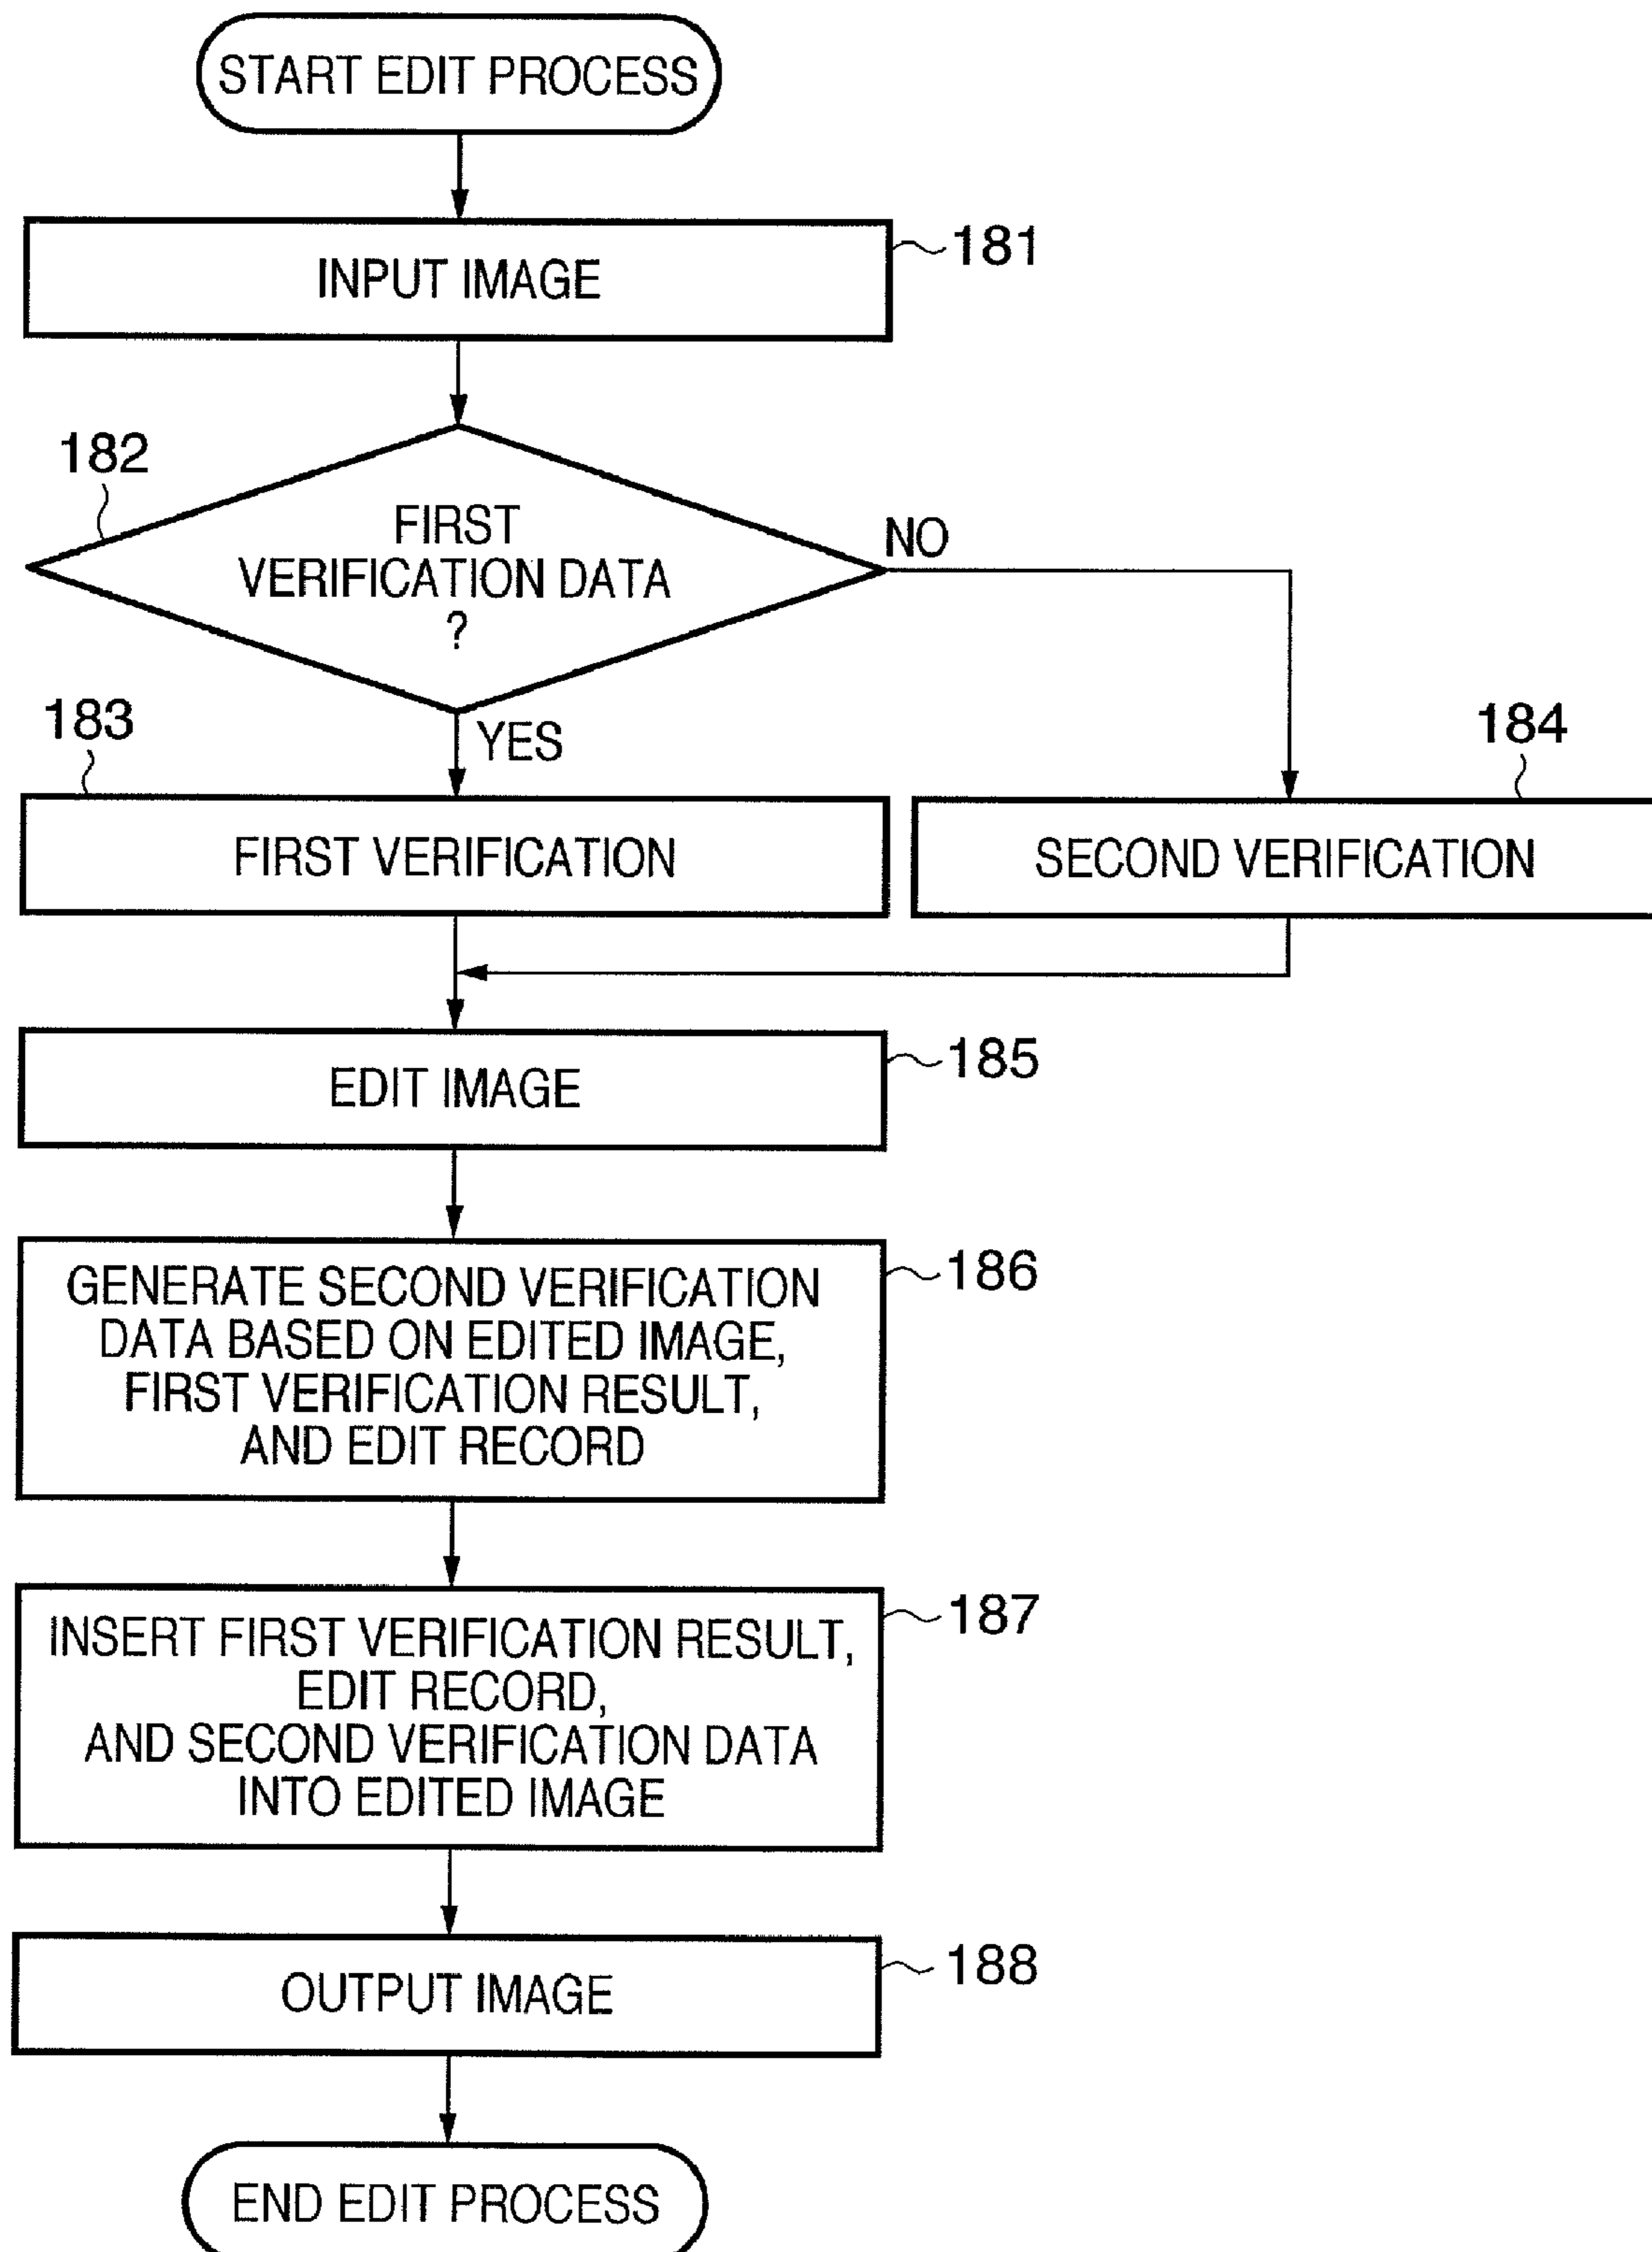 START EDIT PROCESS
INPUT IMAGE
181
182
FIRST
VERIFICATION DATA
?
NO
YES
183
FIRST VERIFICATION
184
SECOND VERIFICATION
EDIT IMAGE
185
GENERATE SECOND VERIFICATION
DATA BASED ON EDITED IMAGE,
FIRST VERIFICATION RESULT,
AND EDIT RECORD
186
INSERT FIRST VERIFICATION RESULT,
EDIT RECORD,
AND SECOND VERIFICATION DATA
INTO EDITED IMAGE
187
OUTPUT IMAGE
188
END EDIT PROCESS